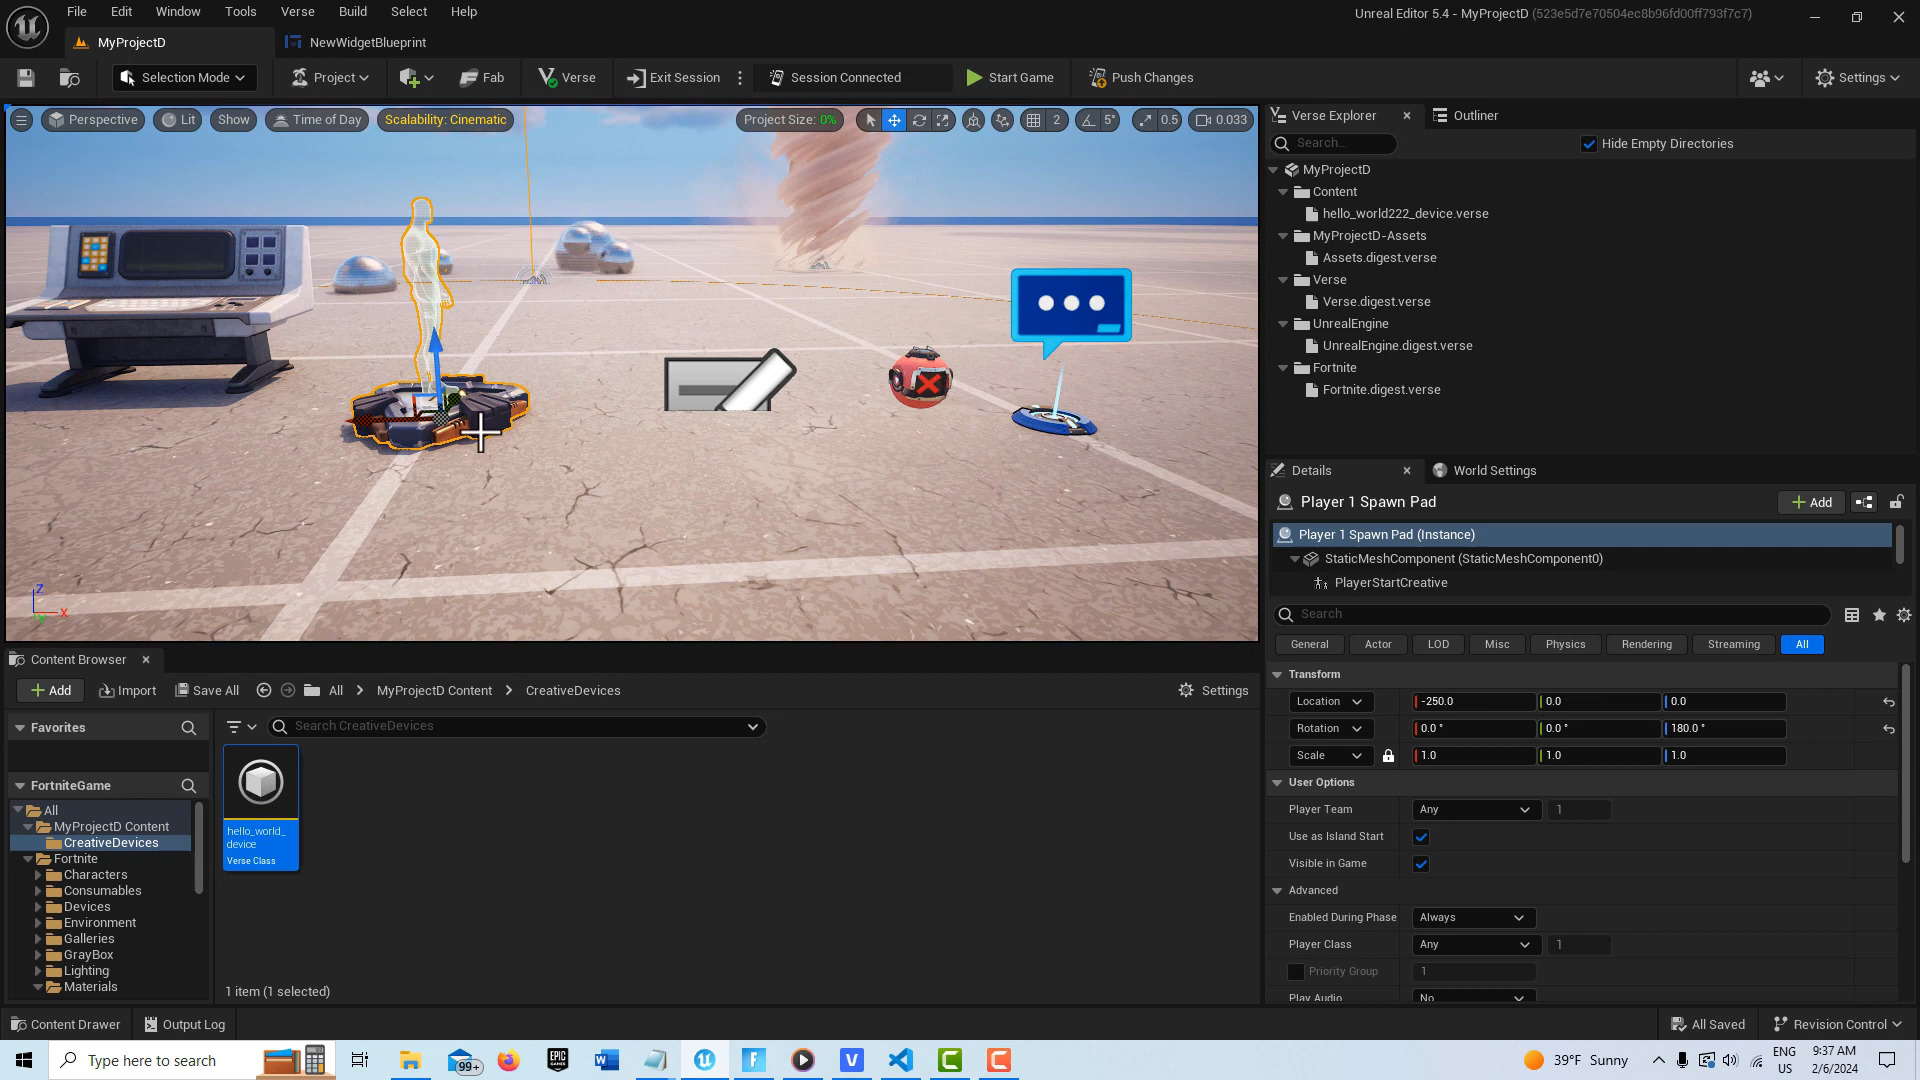 File Edit Window Tools Verse Build Select Help
Unreal Editor 5.4 - MyProjectD (523e5d7e70504ec8b96fd00ff793f7c7)
MyProjectD
NewWidgetBlueprint
Selection Mode
Project
Fab
Verse
Exit Session
Session Connected
Start Game
Push Changes
Settings
Perspective
Lit
Show
Time of Day
Scalability: Cinematic
Project Size: 0%
2
5°
0.5
0.033
Verse Explorer
Outliner
Search...
Hide Empty Directories
MyProjectD
Content
hello_world222_device.verse
MyProjectD-Assets
Assets.digest.verse
Verse
Verse.digest.verse
UnrealEngine
UnrealEngine.digest.verse
Fortnite
Fortnite.digest.verse
Z
X
Details
World Settings
Player 1 Spawn Pad
Add
Player 1 Spawn Pad (Instance)
StaticMeshComponent (StaticMeshComponent0)
PlayerStartCreative
Search
General Actor LOD Misc Physics Rendering Streaming All
Transform
Location -250.0 0.0 0.0
Rotation 0.0 ° 0.0 ° 180.0 °
Scale 1.0 1.0 1.0
User Options
Player Team Any 1
Use as Island Start
Visible in Game
Advanced
Enabled During Phase Always
Player Class Any 1
Priority Group 1
Play Audio No
Content Browser
Add
Import
Save All
All
MyProjectD Content
CreativeDevices
Settings
Favorites
FortniteGame
All
MyProjectD Content
CreativeDevices
Fortnite
Characters
Consumables
Devices
Environment
Galleries
GrayBox
Lighting
Materials
Search CreativeDevices
hello_world_
device
Verse Class
1 item (1 selected)
Content Drawer
Output Log
All Saved
Revision Control
Type here to search
99+
EPIC
GAMES
39°F Sunny
ENG
US
9:37 AM
2/6/2024